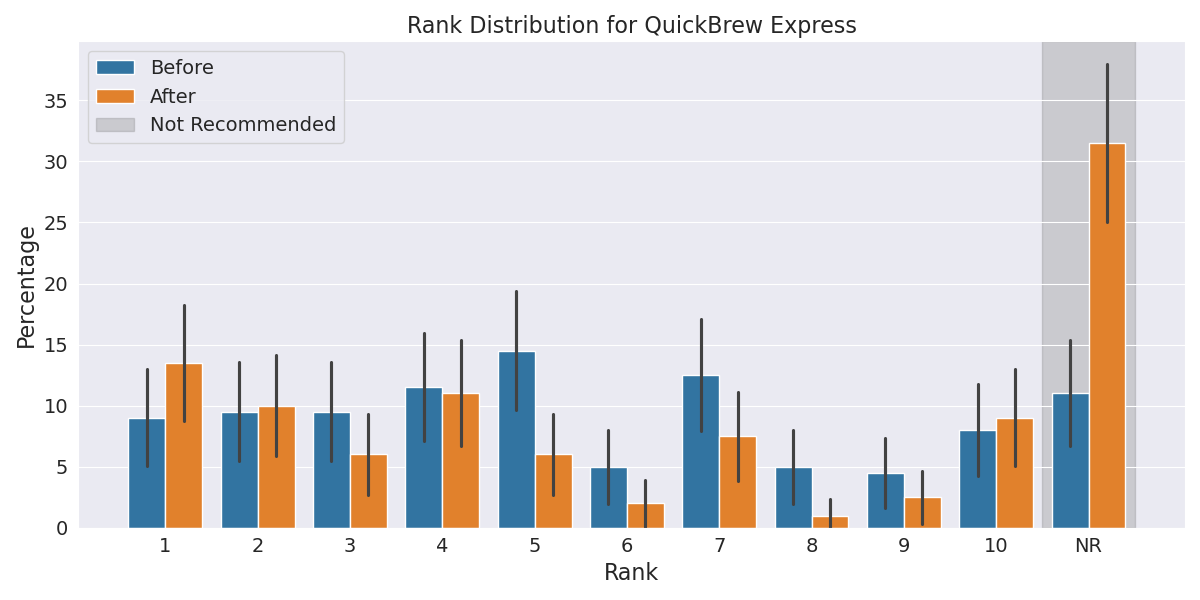 Rank Distribution for QuickBrew Express
Before
After
Not Recommended
Percentage
35
30
25
20
15
10
5
0
1 2 3 4 5 6 7 8 9 10 NR
Rank